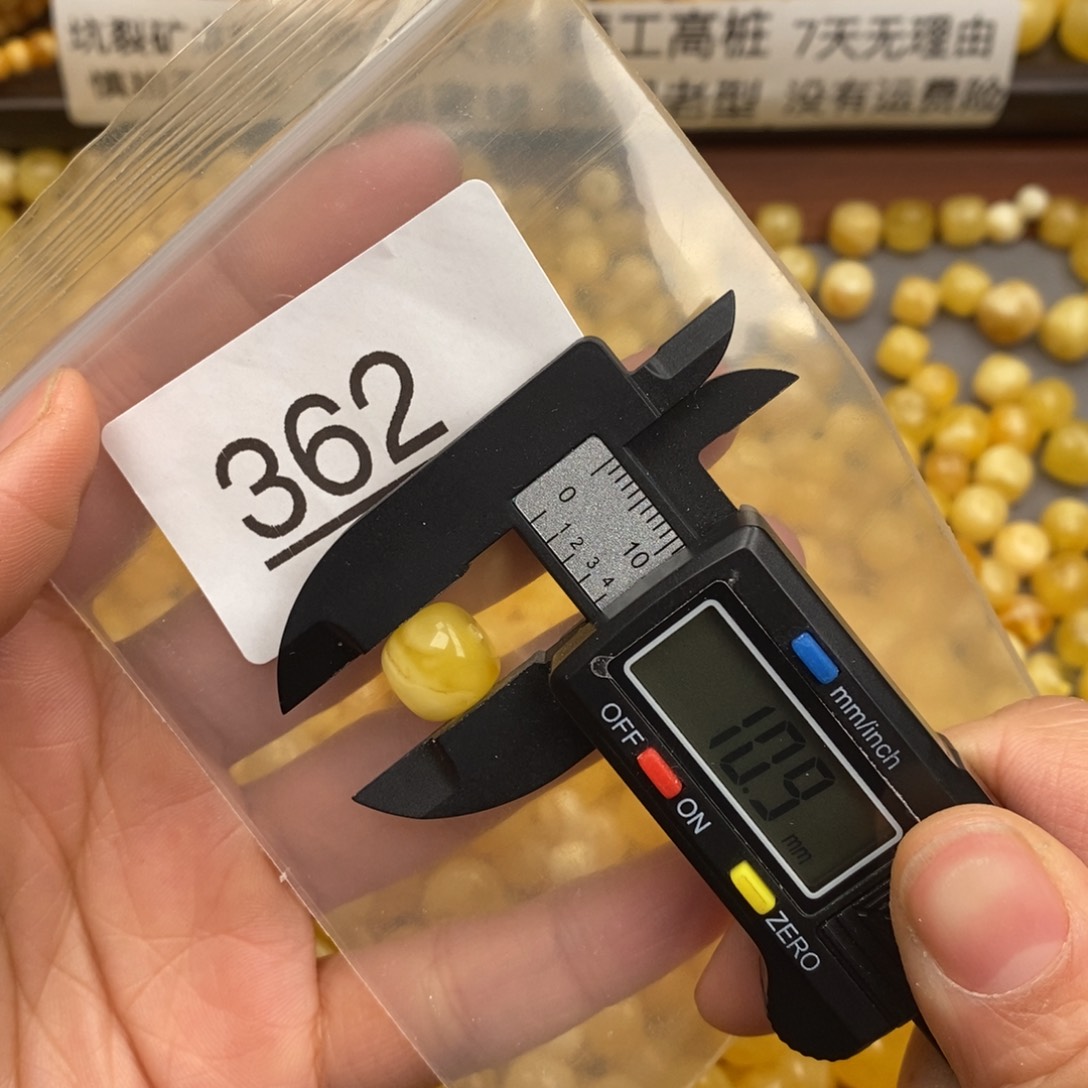 坑裂矿 工高桩 7天无理由
老型 没有运费险
362
0
10
1 2 3 4
mm/inch
OFF
ON
ZERO
10.9 mm